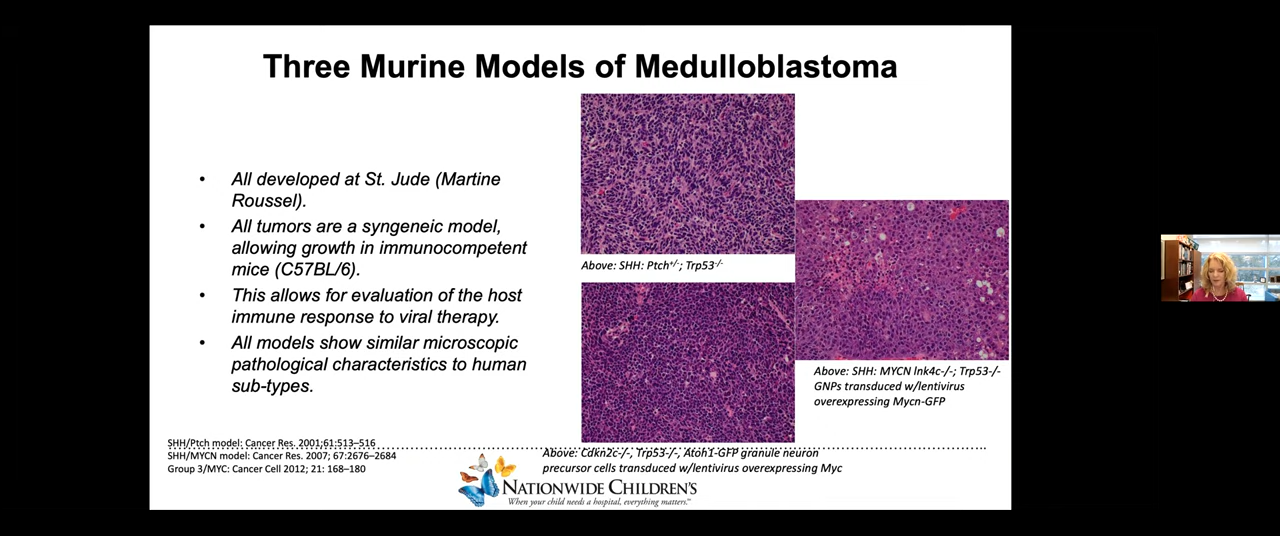 Three Murine Models of Medulloblastoma
• All developed at St. Jude (Martine
Roussel).
• All tumors are a syngeneic model,
allowing growth in immunocompetent
mice (C57BL/6).
• This allows for evaluation of the host
immune response to viral therapy.
• All models show similar microscopic
pathological characteristics to human
sub-types.
Above: SHH: Ptch+/-; Trp53-/-
Above: SHH: MYCN Ink4c-/-; Trp53-/-
GNPs transduced w/lentivirus
overexpressing Mycn-GFP
Above: Cdkn2c-/-, Trp53-/-, Atoh1-GFP granule neuron
precursor cells transduced w/lentivirus overexpressing Myc
SHH/Ptch model: Cancer Res. 2001;61:513–516
SHH/MYCN model: Cancer Res. 2007; 67:2676–2684
Group 3/MYC: Cancer Cell 2012; 21: 168–180
NATIONWIDE CHILDREN'S
When your child needs a hospital, everything matters.™